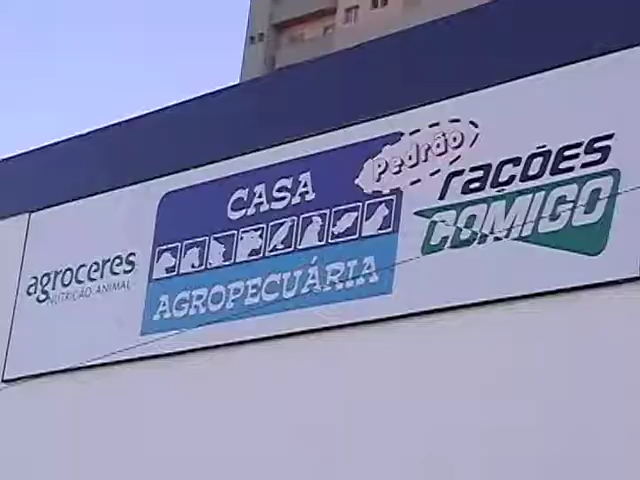 agroceres
NUTRIÇÃO ANIMAL
CASA
AGROPECUÁRIA
Pedrão
RAÇÕES
COMIGO